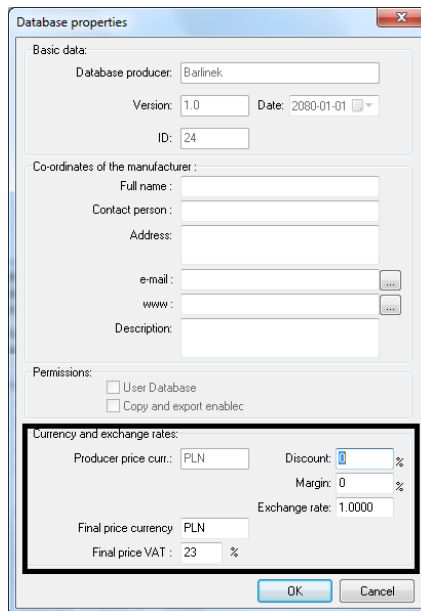 Database properties
Basic data:
Database producer: Barlinek
Version: 1.0 Date: 2080-01-01
ID: 24
Co-ordinates of the manufacturer :
Full name :
Contact person :
Address:
e-mail : ...
www : ...
Description:
Permissions:
User Database
Copy and export enablec
Currency and exchange rates:
Producer price curr.: PLN Discount: 0 %
Margin: 0 %
Exchange rate: 1.0000
Final price currency PLN
Final price VAT : 23 %
OK Cancel